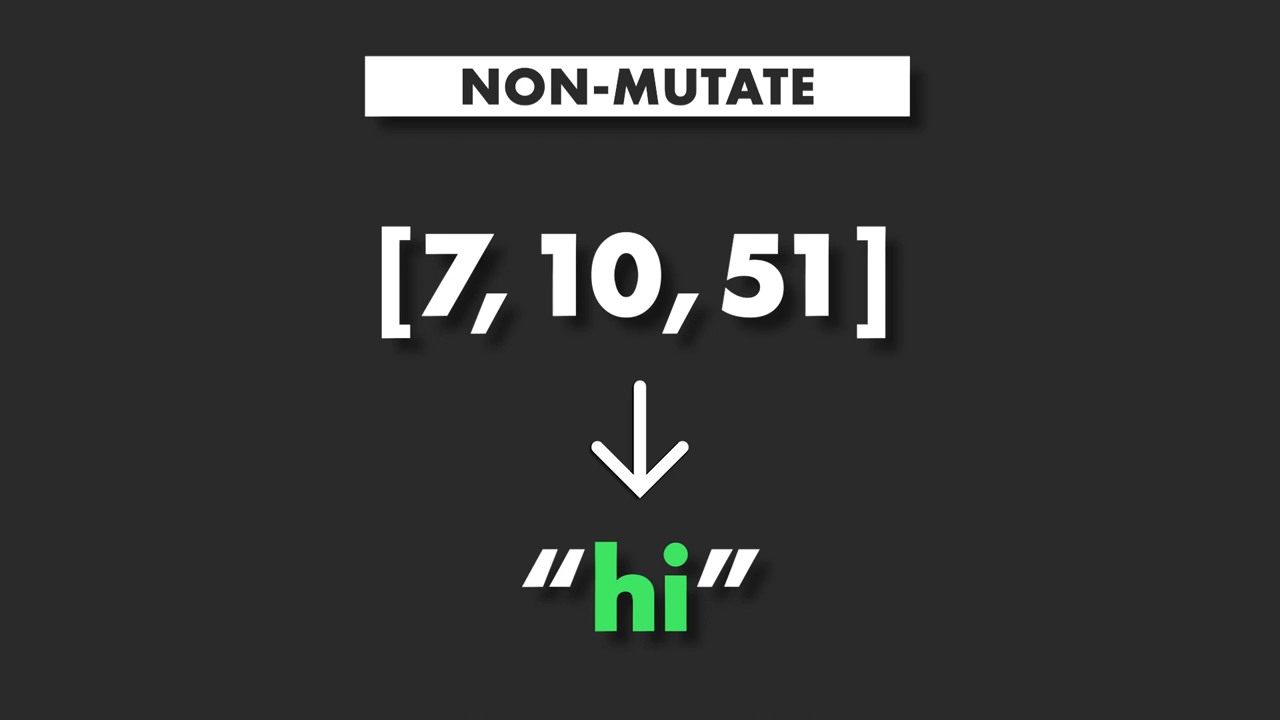 NON-MUTATE
[7, 10, 51]
“hi”